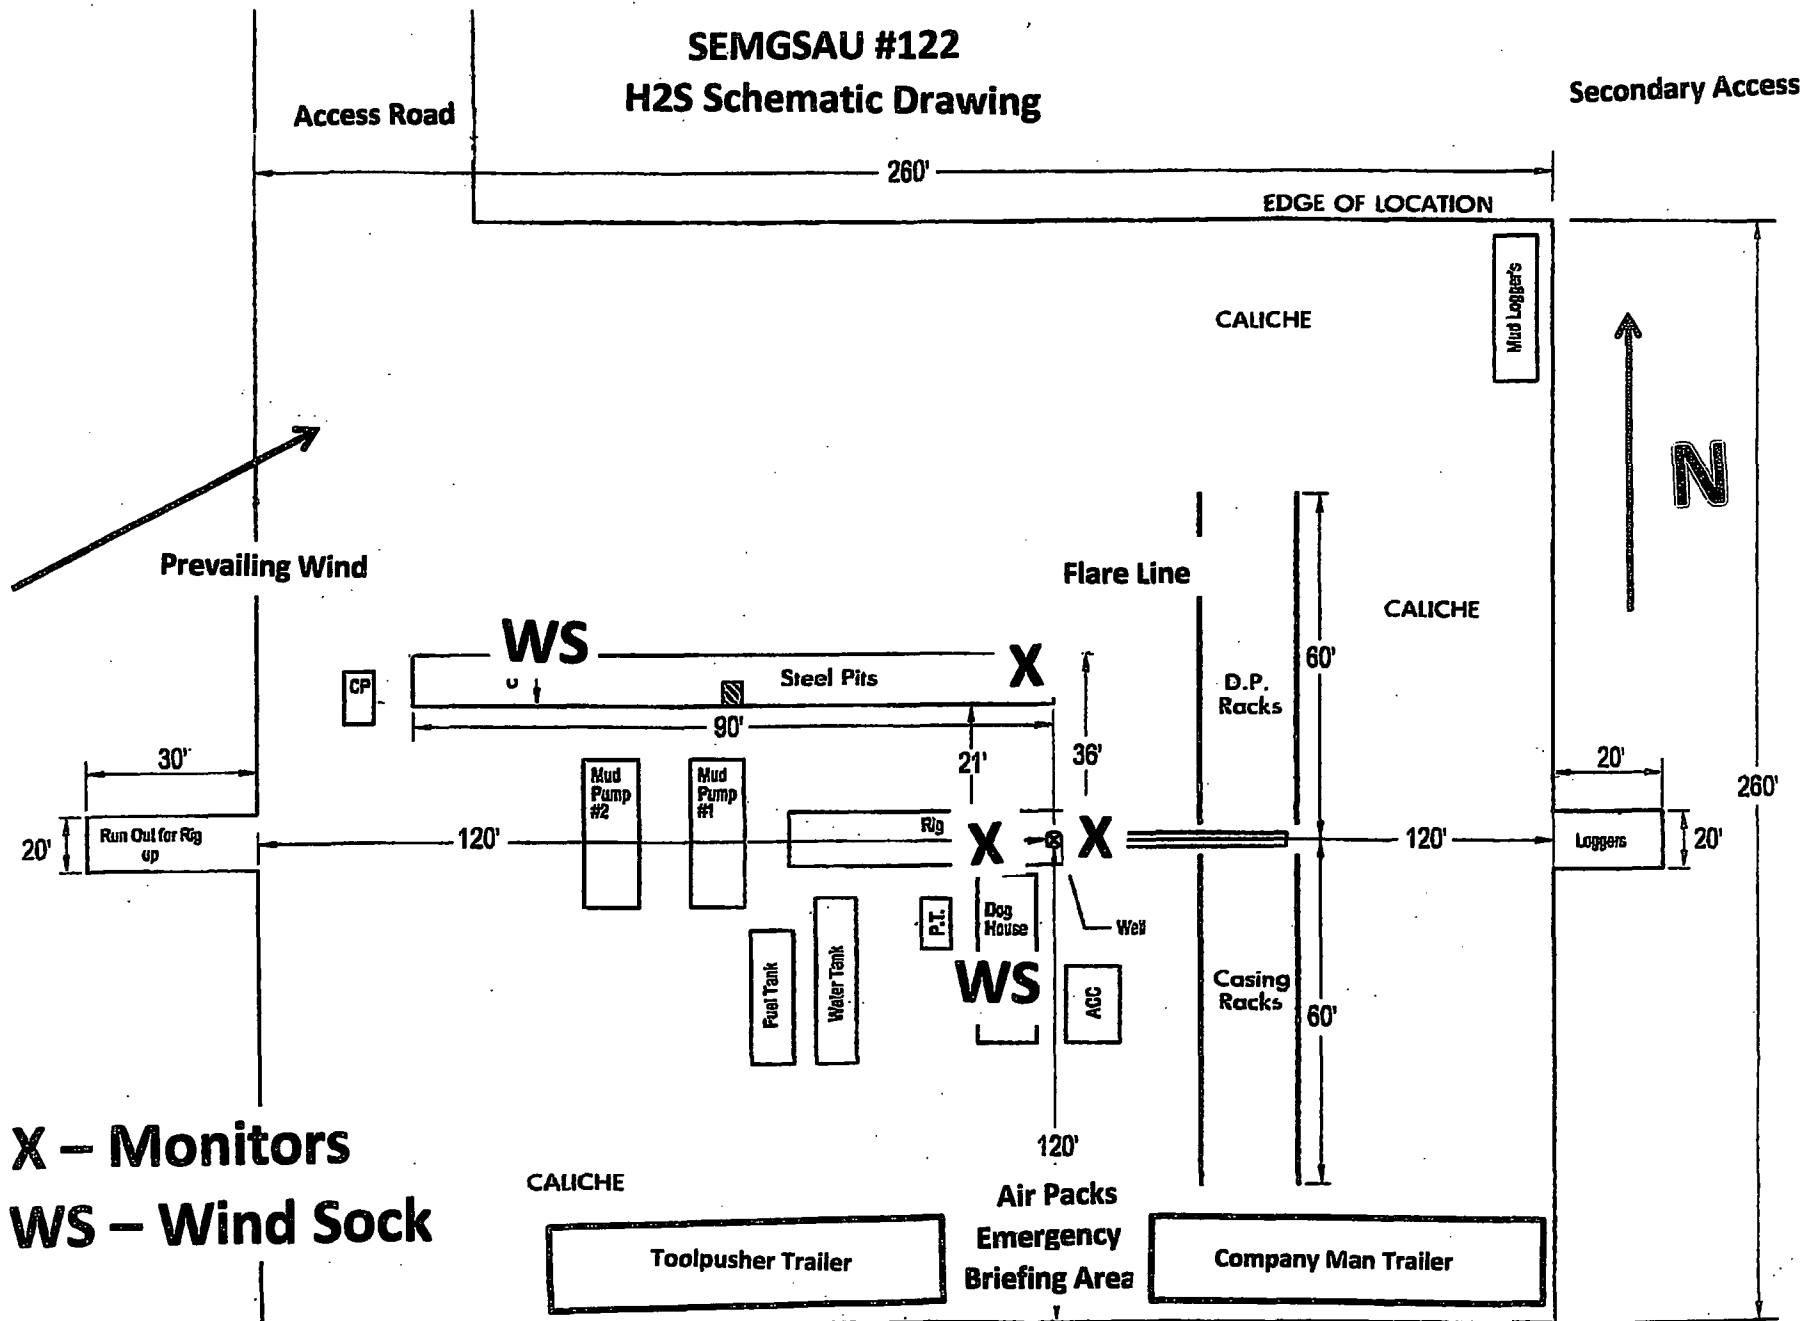 SEMGSAU #122
H2S Schematic Drawing
Access Road
Secondary Access
260'
EDGE OF LOCATION
Mud Logger's
CALICHE
N
Prevailing Wind
Flare Line
CALICHE
WS
X
60'
CP
Steel Pits
D.P.
Racks
90'
30'
21'
36'
20'
260'
Mud
Pump
#2
Mud
Pump
#1
Rig
Run Out for Rig
up
20'
120'
X
X
120'
Loggers
20'
P.T.
Dog
House
Well
Fuel Tank
Water Tank
WS
ACC
Casing
Racks
60'
X – Monitors
WS – Wind Sock
120'
CALICHE
Air Packs
Emergency
Briefing Area
Toolpusher Trailer
Company Man Trailer